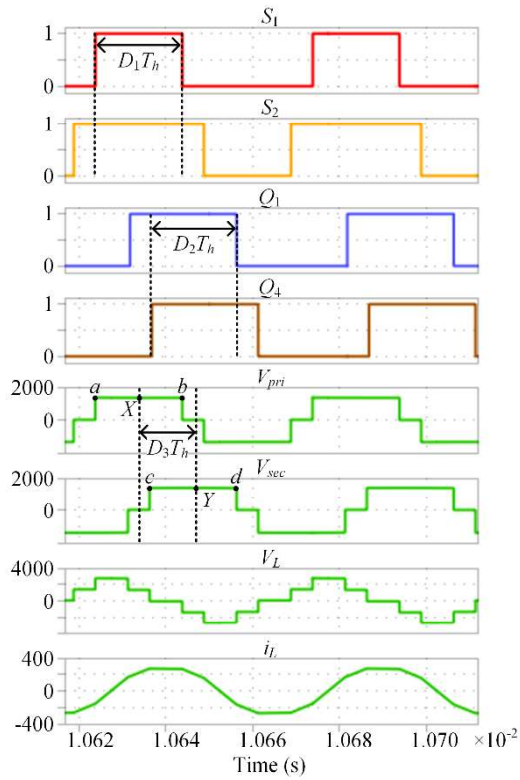 S1
1
0
D1Th
S2
1
0
Q1
1
0
D2Th
Q4
1
0
Vpri
2000
0
a
b
X
D3Th
Vsec
2000
0
c
d
Y
VL
4000
0
iL
400
0
-400
1.062 1.064 1.066 1.068 1.070 ×10-2
Time (s)